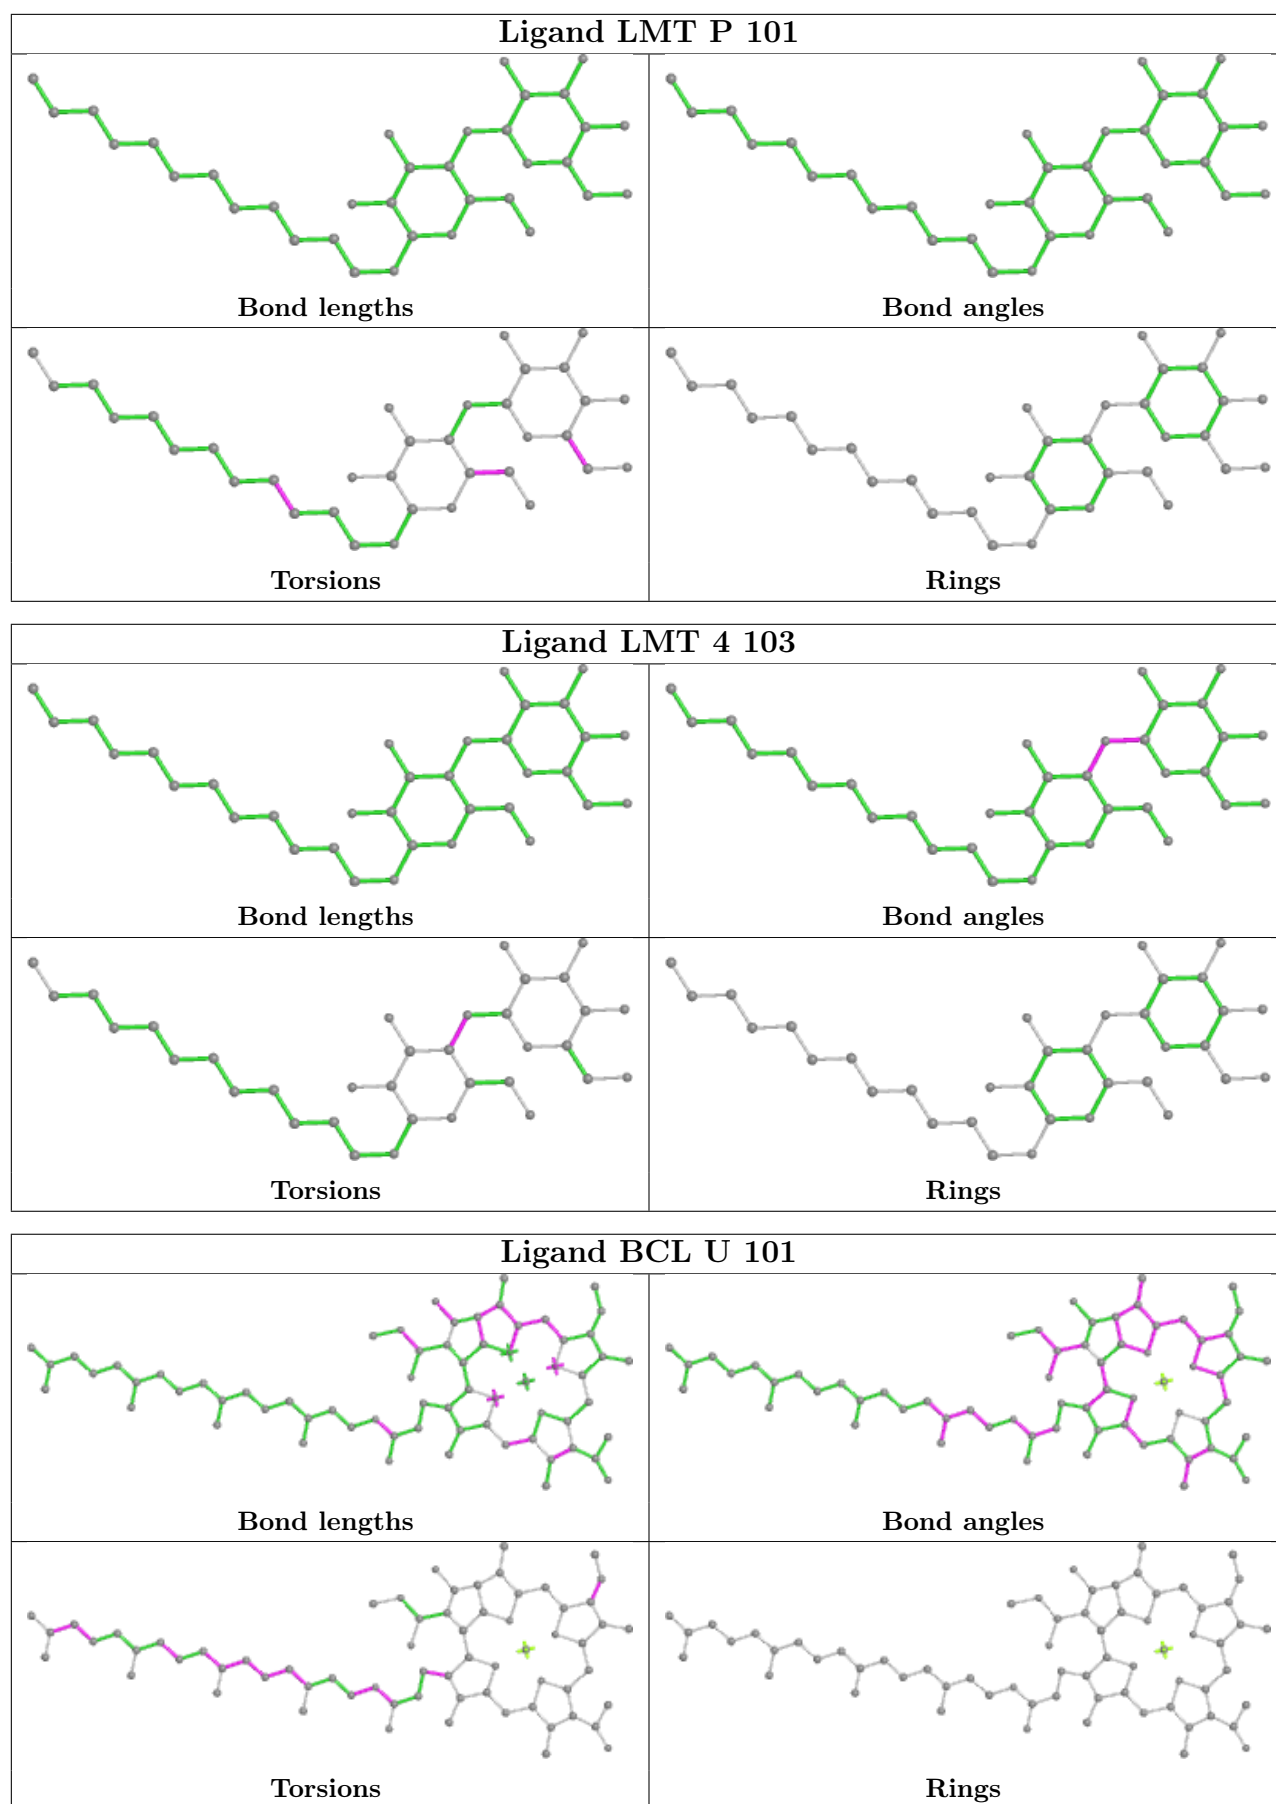 Ligand LMT P 101
Bond lengths
Bond angles
Torsions
Rings
Ligand LMT 4 103
Bond lengths
Bond angles
Torsions
Rings
Ligand BCL U 101
Bond lengths
Bond angles
Torsions
Rings